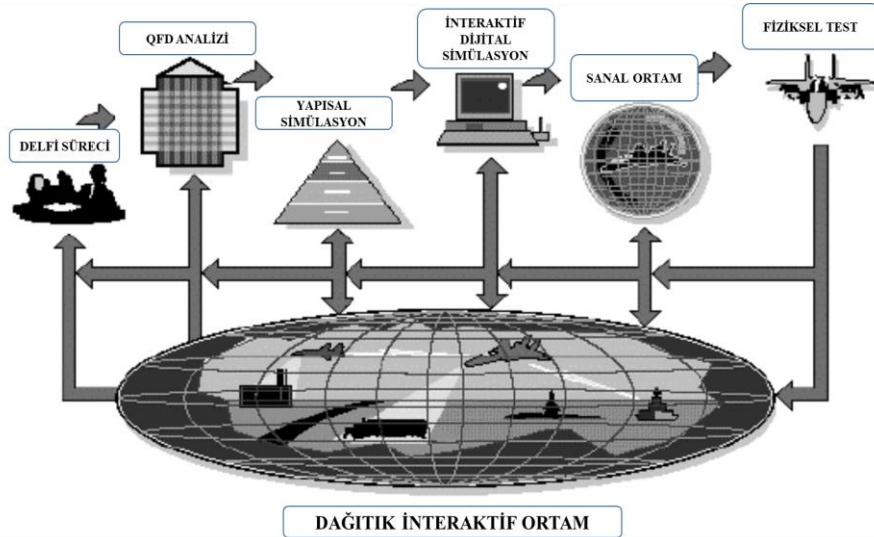 DELFİ SÜRECİ
QFD ANALİZİ
YAPISAL
SİMÜLASYON
İNTERAKTİF
DİJİTAL
SİMÜLASYON
SANAL ORTAM
FİZİKSEL TEST
DAĞITIK İNTERAKTİF ORTAM